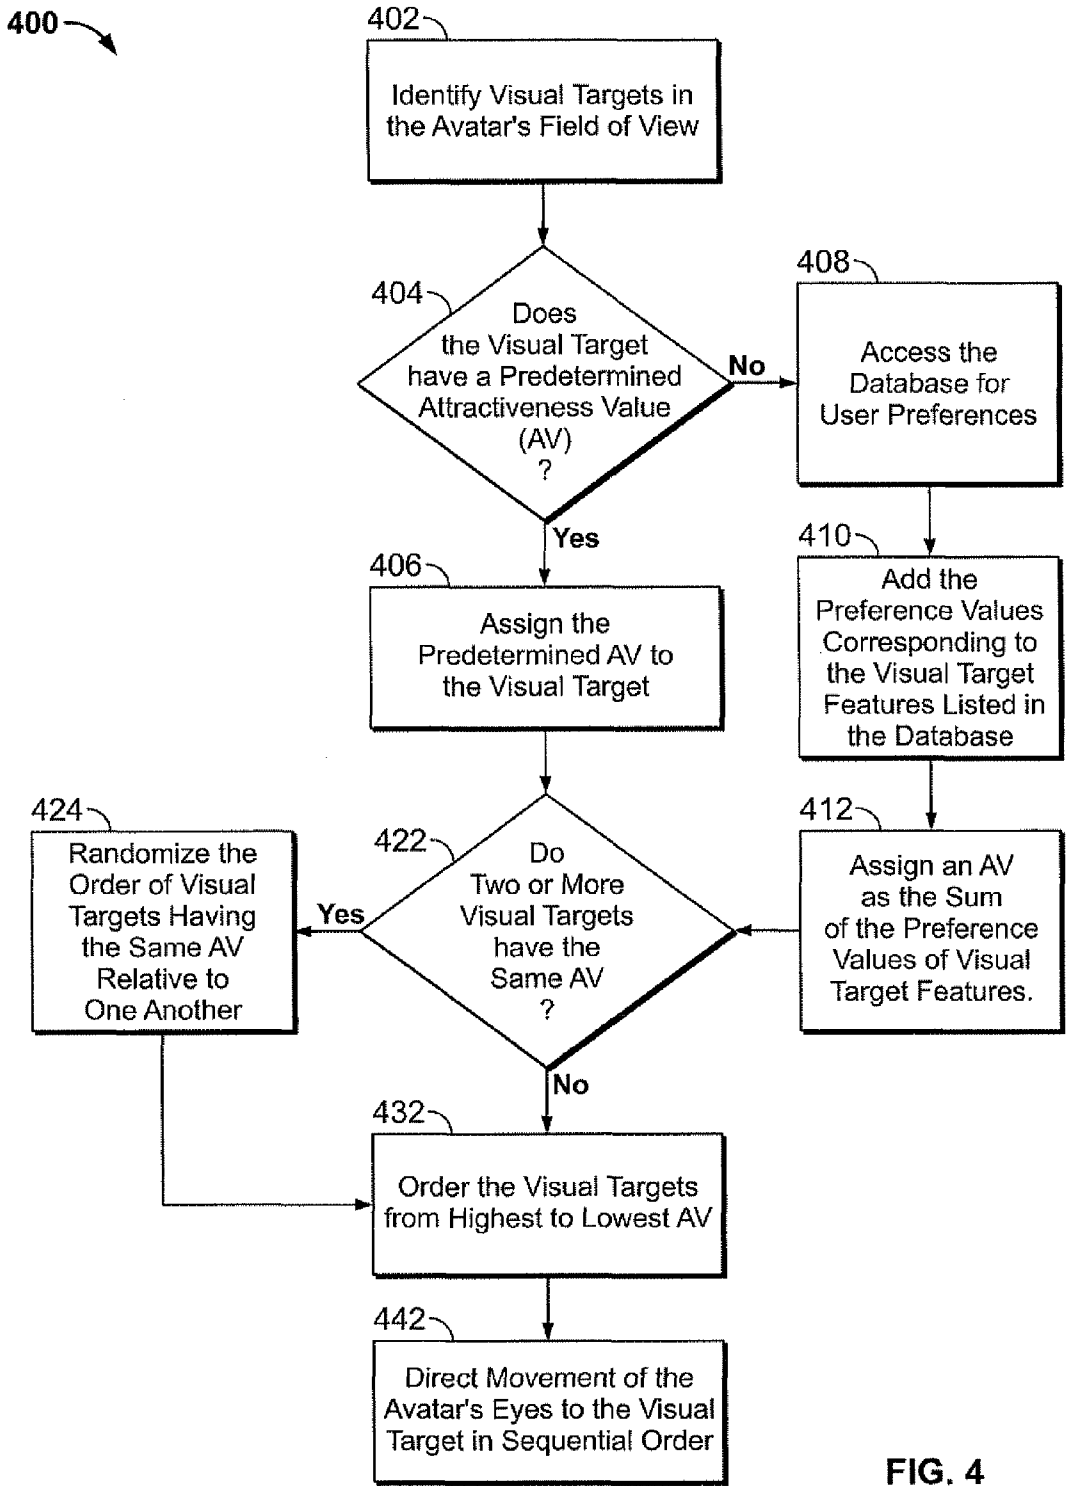 400
402
Identify Visual Targets in
the Avatar's Field of View
404
Does
the Visual Target
have a Predetermined
Attractiveness Value
(AV)
?
No
Yes
408
Access the
Database for
User Preferences
410
Add the
Preference Values
Corresponding to
the Visual Target
Features Listed in
the Database
406
Assign the
Predetermined AV to
the Visual Target
412
Assign an AV
as the Sum
of the Preference
Values of Visual
Target Features.
422
Do
Two or More
Visual Targets
have the
Same AV
?
Yes
No
424
Randomize the
Order of Visual
Targets Having
the Same AV
Relative to
One Another
432
Order the Visual Targets
from Highest to Lowest AV
442
Direct Movement of the
Avatar's Eyes to the Visual
Target in Sequential Order
FIG. 4